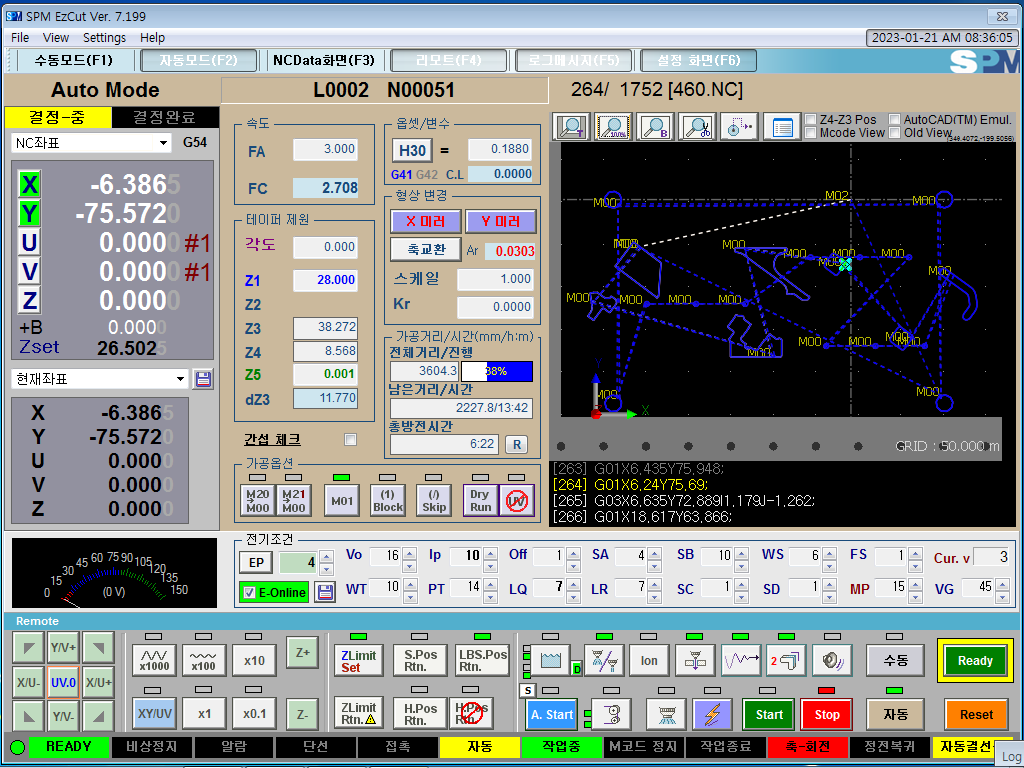 SPM EzCut Ver. 7.199
File View Settings Help
2023-01-21 AM 08:36:05
수동모드(F1) 자동모드(F2) NCData화면(F3) 리모트(F4) 로그메시지(F5) 설정 화면(F6)
SPM
Auto Mode
L0002 N00051
264/ 1752 [460.NC]
결정-중 결정완료
NC좌표 G54
X -6.3865
Y -75.5720
U 0.0000 #1
V 0.0000 #1
Z 0.0000
+B 0.0000
Zset 26.5025
현재좌표
X -6.3865
Y -75.5720
U 0.0000
V 0.0000
Z 0.0000
속도
FA 3.000
FC 2.708
테이퍼 제원
각도 0.000
Z1 28.000
Z2
Z3 38.272
Z4 8.568
Z5 0.001
dZ3 11.770
간섭 체크
옵셋/변수
H30 = 0.1880
G41 G42 C.L 0.0000
형상 변경
X 미러 Y 미러
축교환 Ar 0.0303
스케일 1.000
Kr 0.0000
가공거리/시간(mm/h:m)
전체거리/진행
3604.3 38%
남은거리/시간
2227.8/13:42
총방전시간
6:22 R
가공옵션
M20 M00 M21 M00 M01 (1) Block (/) Skip Dry Run UV
Z4-Z3 Pos AutoCAD(TM) Emul.
Mcode View Old View
M02
M00 M00
M00 M00 M00 M00
M00
M00 M00 M00 M00
M00 M00 M00 M00
M00 M00
X
GRID : 50.000 m
[263] G01X6,435Y75,948;
[264] G01X6,24Y75,69;
[265] G03X6,635Y72,889I1,179J-1,262;
[266] G01X18,617Y63,866;
0 15 30 45 60 75 90 105 120 135 150
(0 V)
전기조건
EP 4 Vo 16 Ip 10 Off 1 SA 4 SB 10 WS 6 FS 1 Cur. v 3
E-Online WT 10 PT 14 LQ 7 LR 7 SC 1 SD 1 MP 15 VG 45
Remote
Y/V+ x1000 x100 x10 Z+ ZLimit Set S.Pos Rtn. LBS.Pos Rtn. D Ion 2 수동 Ready
X/U- UV.0 X/U+
Y/V- XY/UV x1 x0.1 Z- ZLimit Rtn. H.Pos Rtn. H.Pos Rtn. S A. Start Start Stop 자동 Reset
READY 비상정지 알람 단선 접촉 자동 작업중 M코드 정지 작업종료 축-회전 정전복귀 자동결선
Log